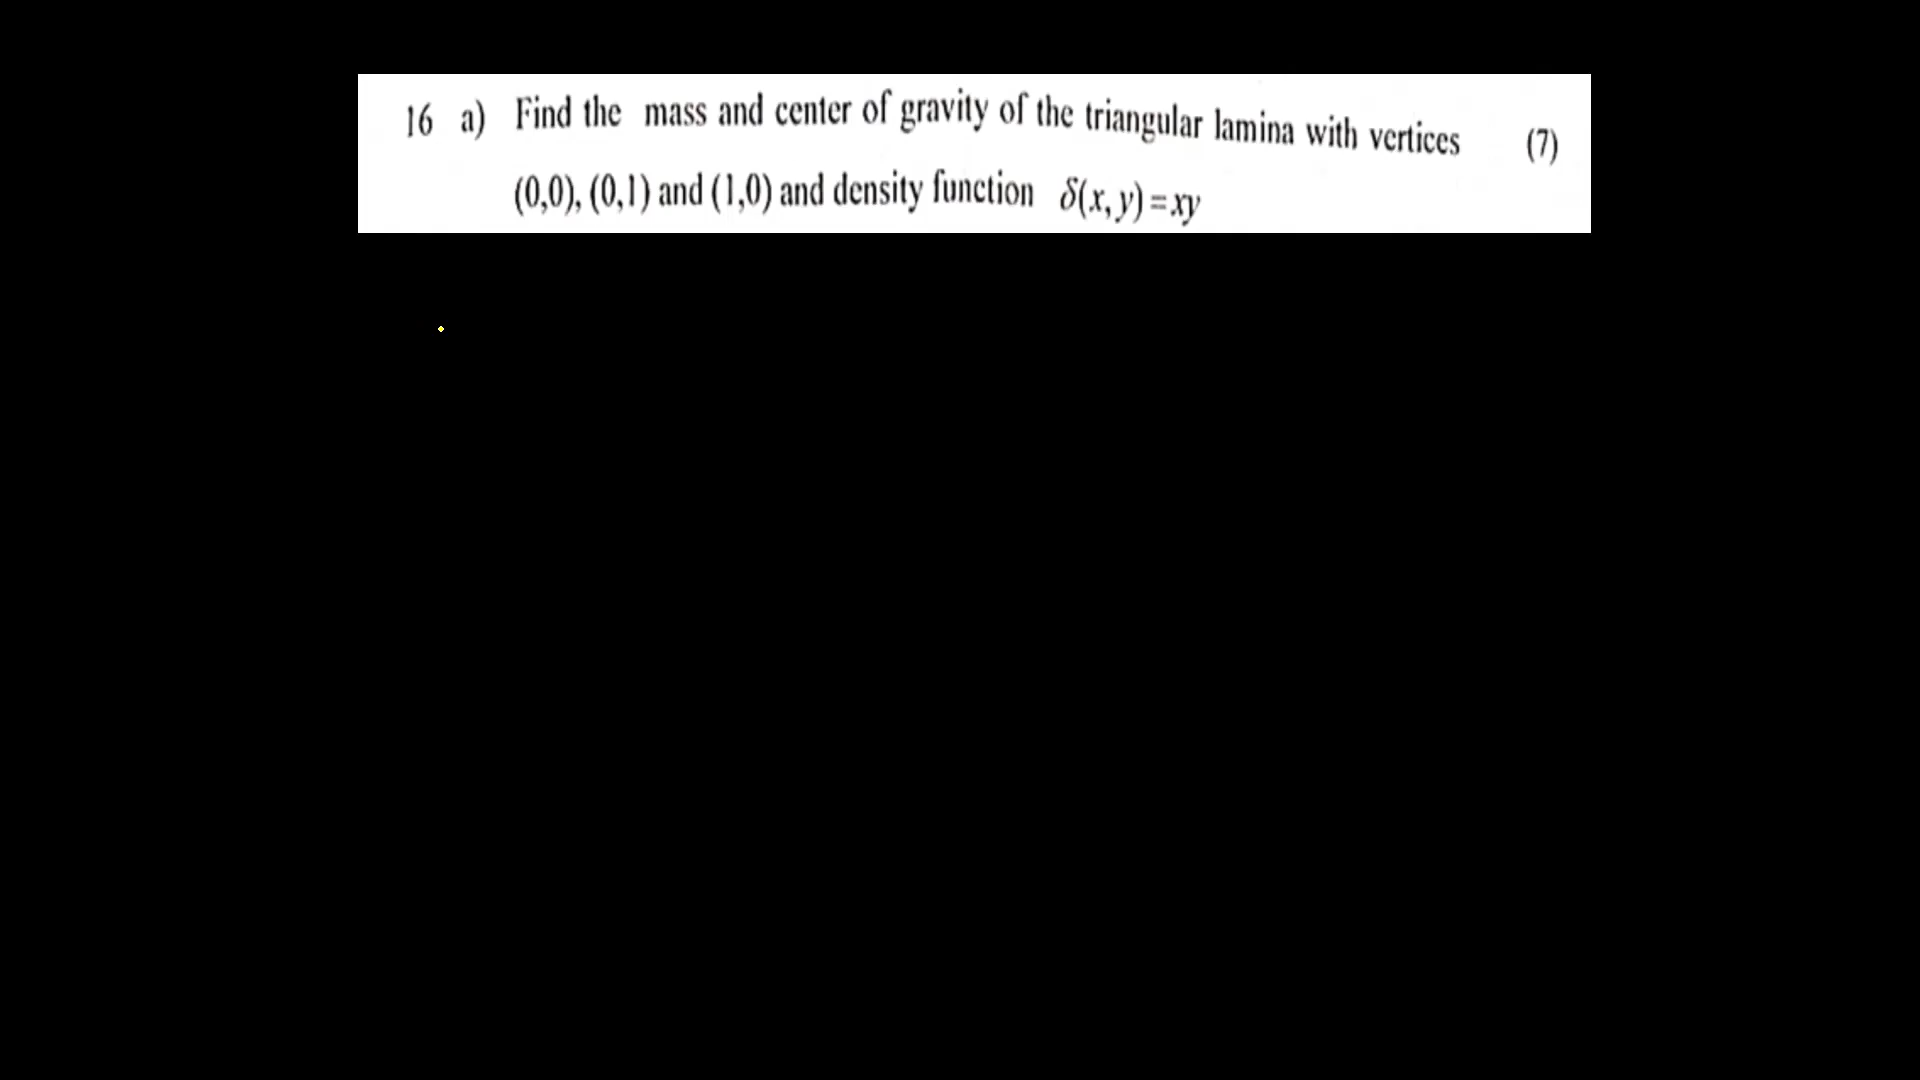 16 a) Find the mass and center of gravity of the triangular lamina with vertices (7)
(0,0), (0,1) and (1,0) and density function δ(x, y) = xy